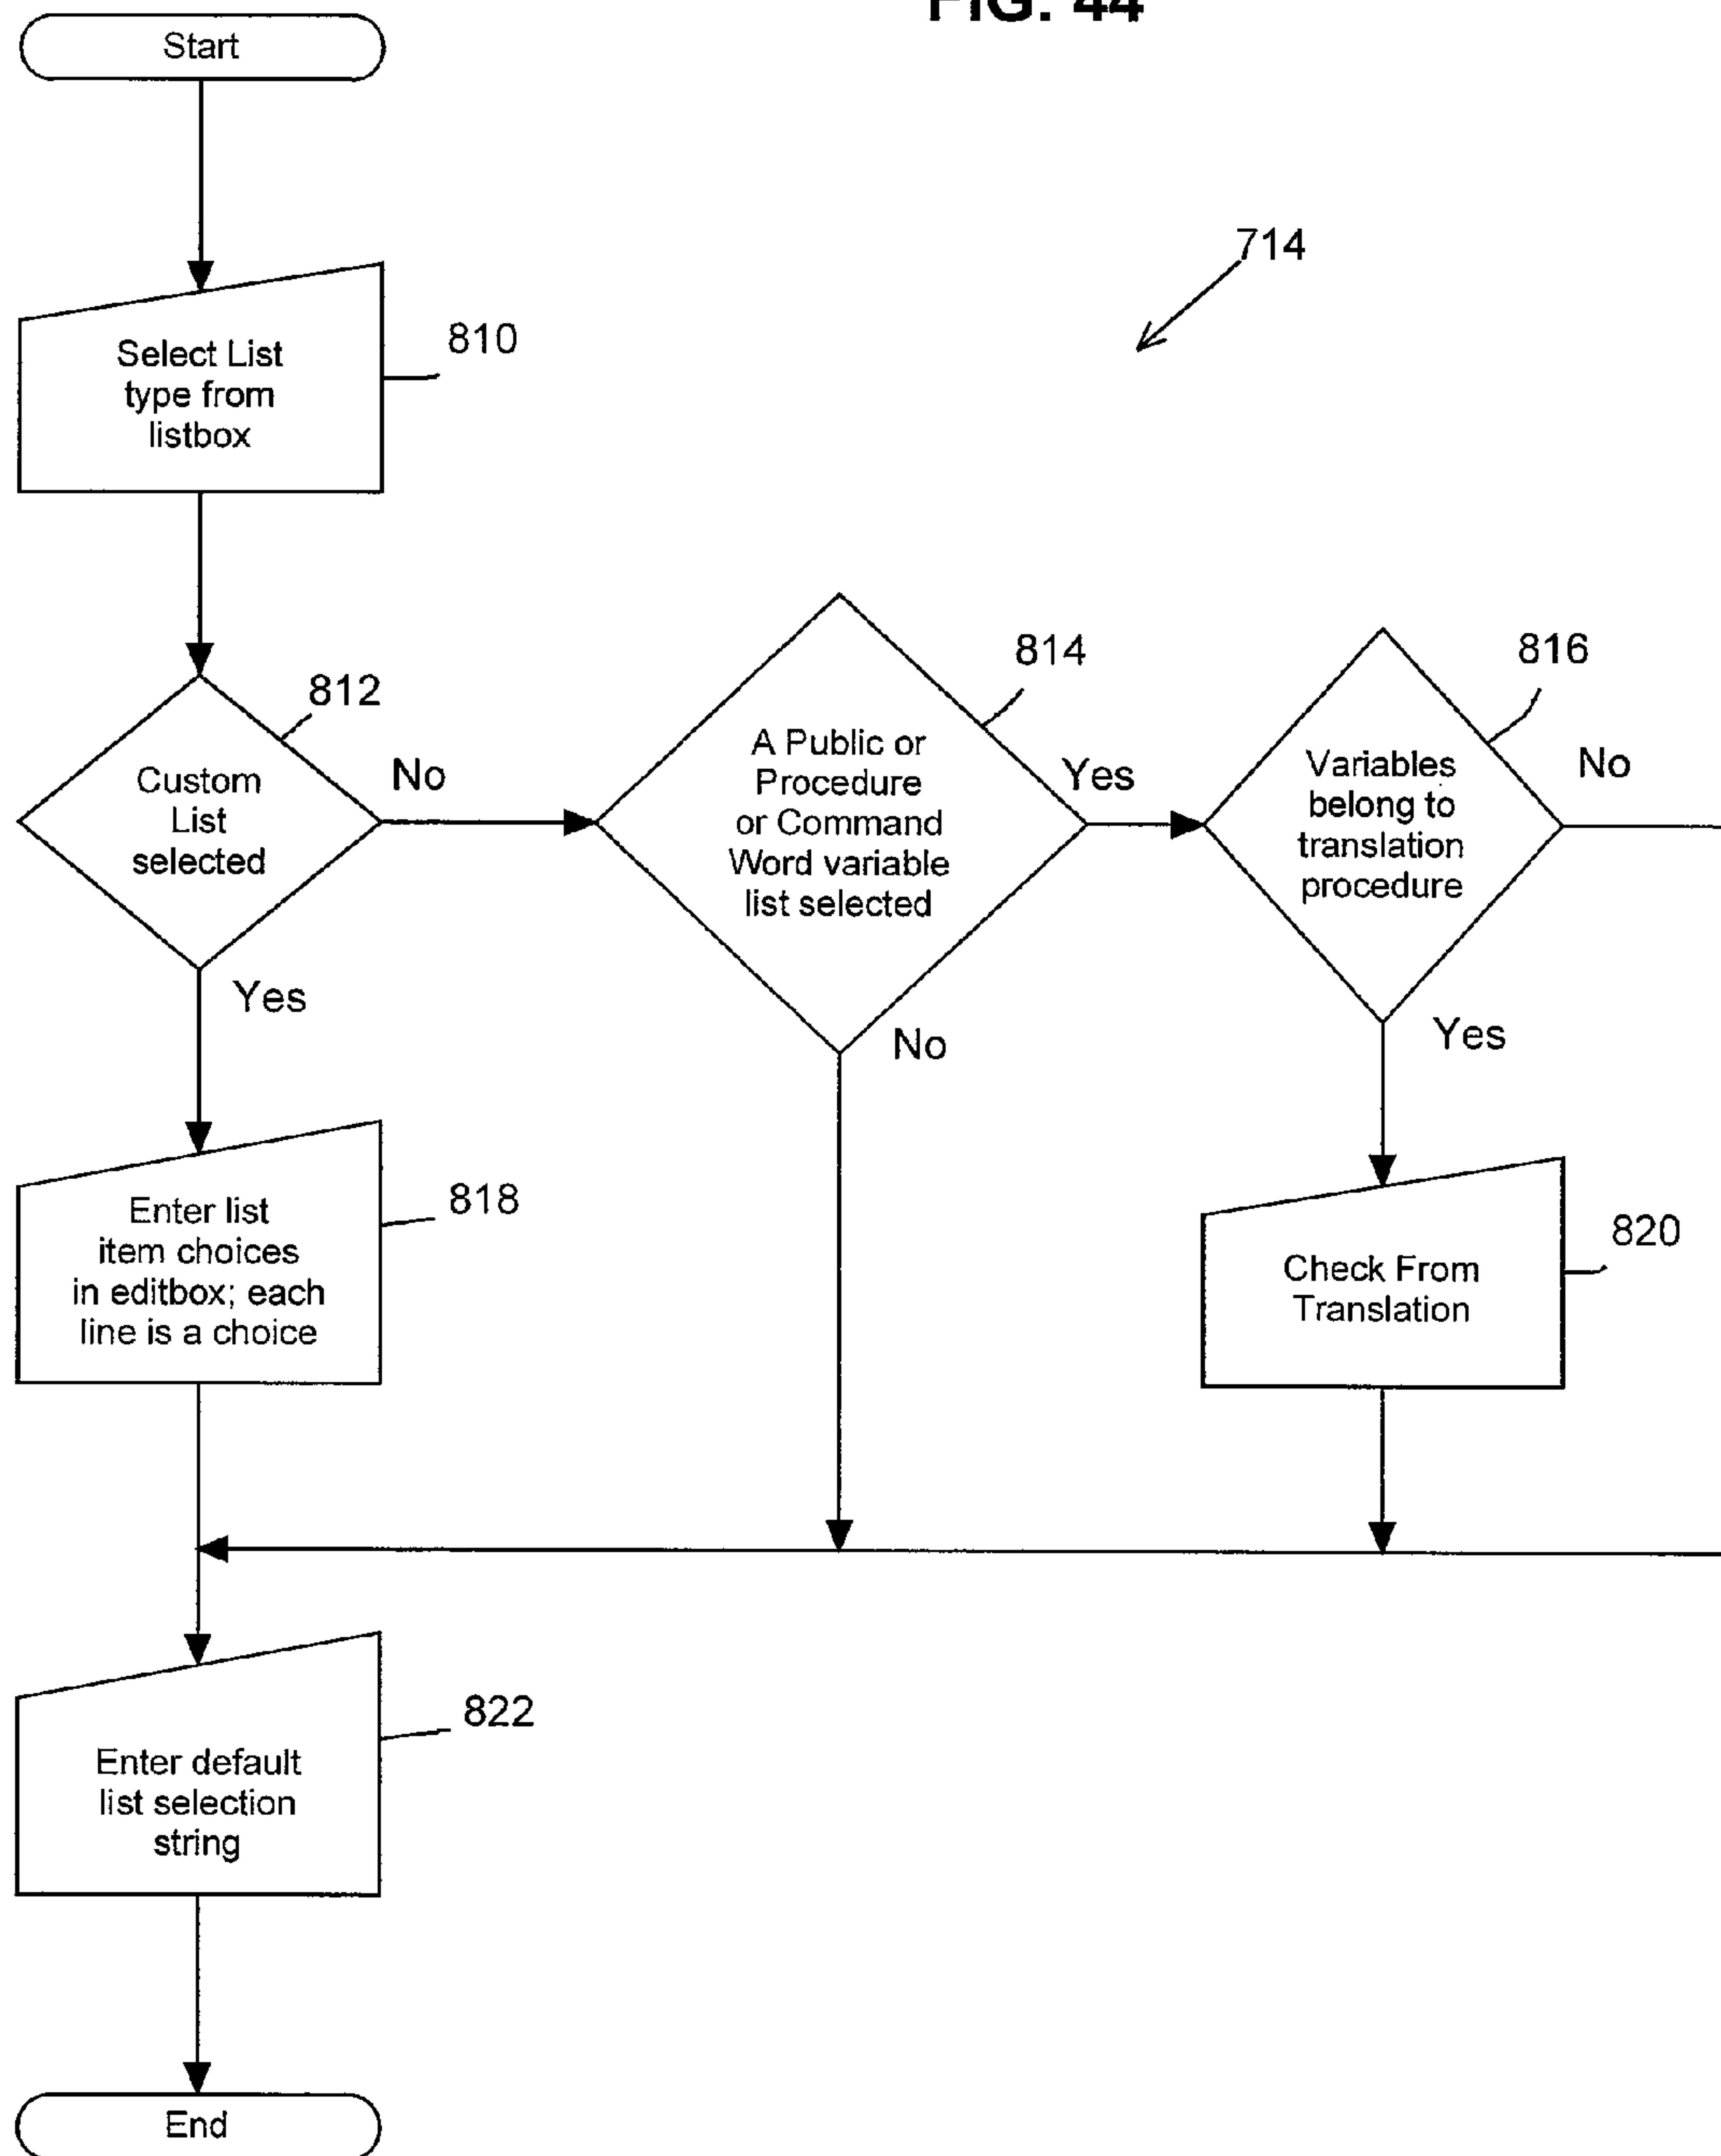 FIG. 44
Start
714
Select List
type from
listbox
810
812
Custom
List
selected
No
Yes
814
A Public or
Procedure
or Command
Word variable
list selected
Yes
No
816
Variables
belong to
translation
procedure
No
Yes
Enter list
item choices
in editbox; each
line is a choice
818
Check From
Translation
820
Enter default
list selection
string
822
End